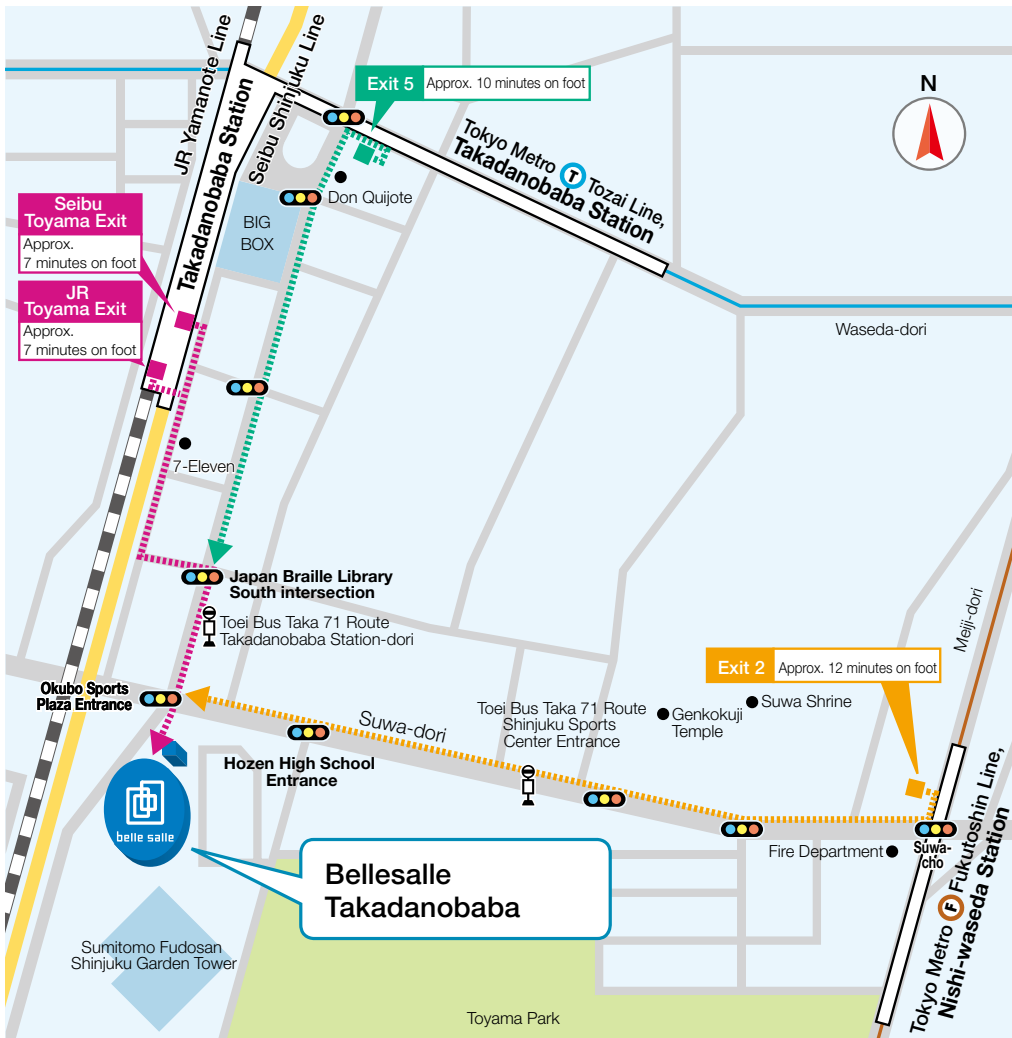 JR Yamanote Line
Takadanobaba Station
Seibu Shinjuku Line
Exit 5
Approx. 10 minutes on foot
Tokyo Metro T Tozai Line,
Takadanobaba Station
N
Don Quijote
BIG
BOX
Seibu
Toyama Exit
Approx.
7 minutes on foot
JR
Toyama Exit
Approx.
7 minutes on foot
Waseda-dori
7-Eleven
Japan Braille Library
South intersection
Toei Bus Taka 71 Route
Takadanobaba Station-dori
Meiji-dori
Exit 2
Approx. 12 minutes on foot
Okubo Sports
Plaza Entrance
Suwa-dori
Toei Bus Taka 71 Route
Shinjuku Sports
Center Entrance
Genkokuji
Temple
Suwa Shrine
Hozen High School
Entrance
belle salle
Fire Department
Suwa-
cho
Tokyo Metro F Fukutoshin Line,
Nishi-waseda Station
Bellesalle
Takadanobaba
Sumitomo Fudosan
Shinjuku Garden Tower
Toyama Park